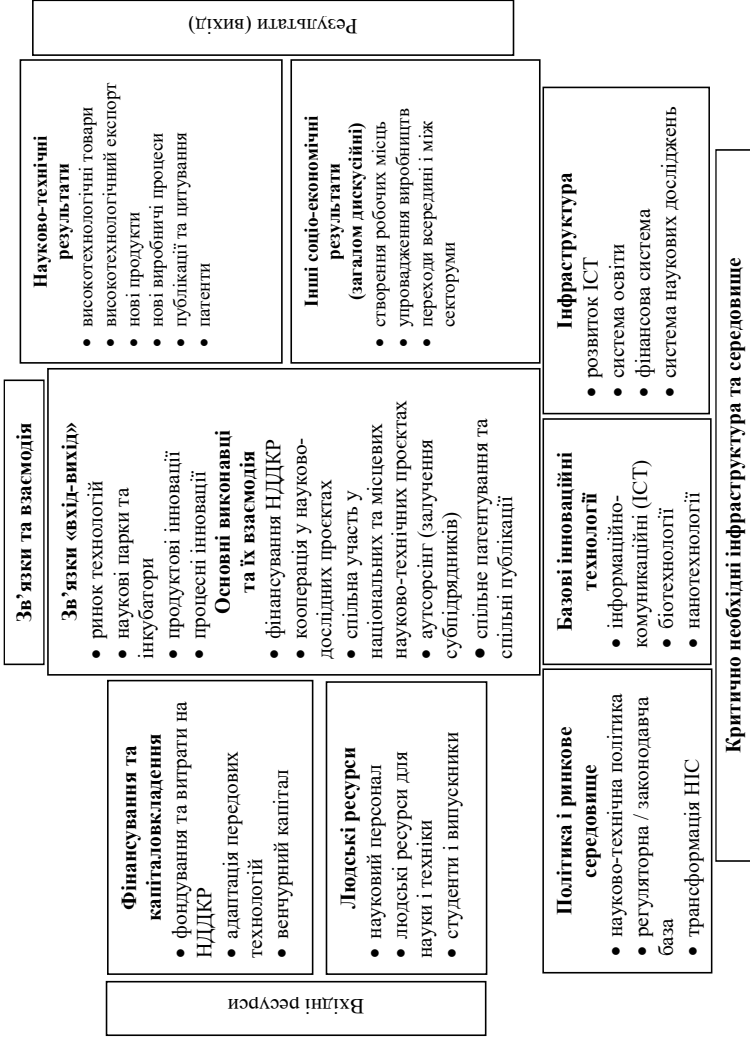 Зв’язки та взаємодія
Вхідні ресурси
Фінансування та
капіталовкладення
• фондування та витрати на
НДДКР
• адаптація передових
технологій
• венчурний капітал
Людські ресурси
• науковий персонал
• людські ресурси для
науки і техніки
• студенти і випускники
Зв’язки «вхід-вихід»
• ринок технологій
• наукові парки та
інкубатори
• продуктові інновації
• процесні інновації
Основні виконавці
та їх взаємодія
• фінансування НДДКР
• кооперація у науково-
дослідних проєктах
• спільна участь у
національних та місцевих
науково-технічних проєктах
• аутсорсінг (залучення
субпідрядників)
• спільне патентування та
спільні публікації
Науково-технічні
результати
• високотехнологічні товари
• високотехнологічний експорт
• нові продукти
• нові виробничі процеси
• публікації та цитування
• патенти
Інші соціо-економічні
результати
(загалом дискусійні)
• створення робочих місць
• упровадження виробництв
• переходи всередині і між
секторуми
Результати (вихід)
Політика і ринкове
середовище
• науково-технічна політика
• регуляторна / законодавча
база
• трансформація НІС
Базові інноваційні
технології
• інформаційно-
комуникаційні (ІСТ)
• біотехнології
• нанотехнології
Інфраструктура
• розвиток ІСТ
• система освіти
• фінансова система
• система наукових досліджень
Критично необхідні інфраструктура та середовище